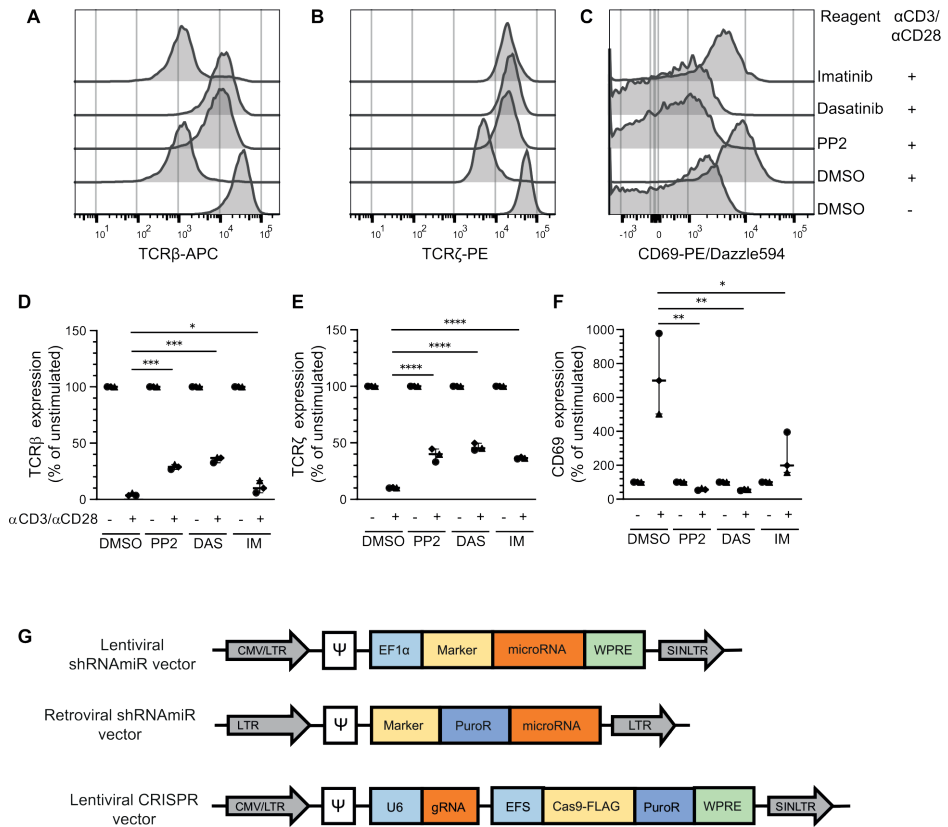 A
B
C
Reagent αCD3/
αCD28
Imatinib +
Dasatinib +
PP2 +
DMSO +
DMSO -
10¹ 10² 10³ 10⁴ 10⁵
TCRβ-APC
10¹ 10² 10³ 10⁴ 10⁵
TCRζ-PE
-10³ 10³ 10⁴ 10⁵
CD69-PE/Dazzle594
D
TCRβ expression
(% of unstimulated)
150
100
50
0
*
***
***
αCD3/αCD28 - + - + - + - +
DMSO PP2 DAS IM
E
TCRζ expression
(% of unstimulated)
150
100
50
0
****
****
****
- + - + - + - +
DMSO PP2 DAS IM
F
CD69 expression
(% of unstimulated)
1000
800
600
400
200
0
*
**
**
- + - + - + - +
DMSO PP2 DAS IM
G
Lentiviral
shRNAmiR vector
CMV/LTR Ψ EF1α Marker microRNA WPRE SINLTR
Retroviral shRNAmiR
vector
LTR Ψ Marker PuroR microRNA LTR
Lentiviral CRISPR
vector
CMV/LTR Ψ U6 gRNA EFS Cas9-FLAG PuroR WPRE SINLTR